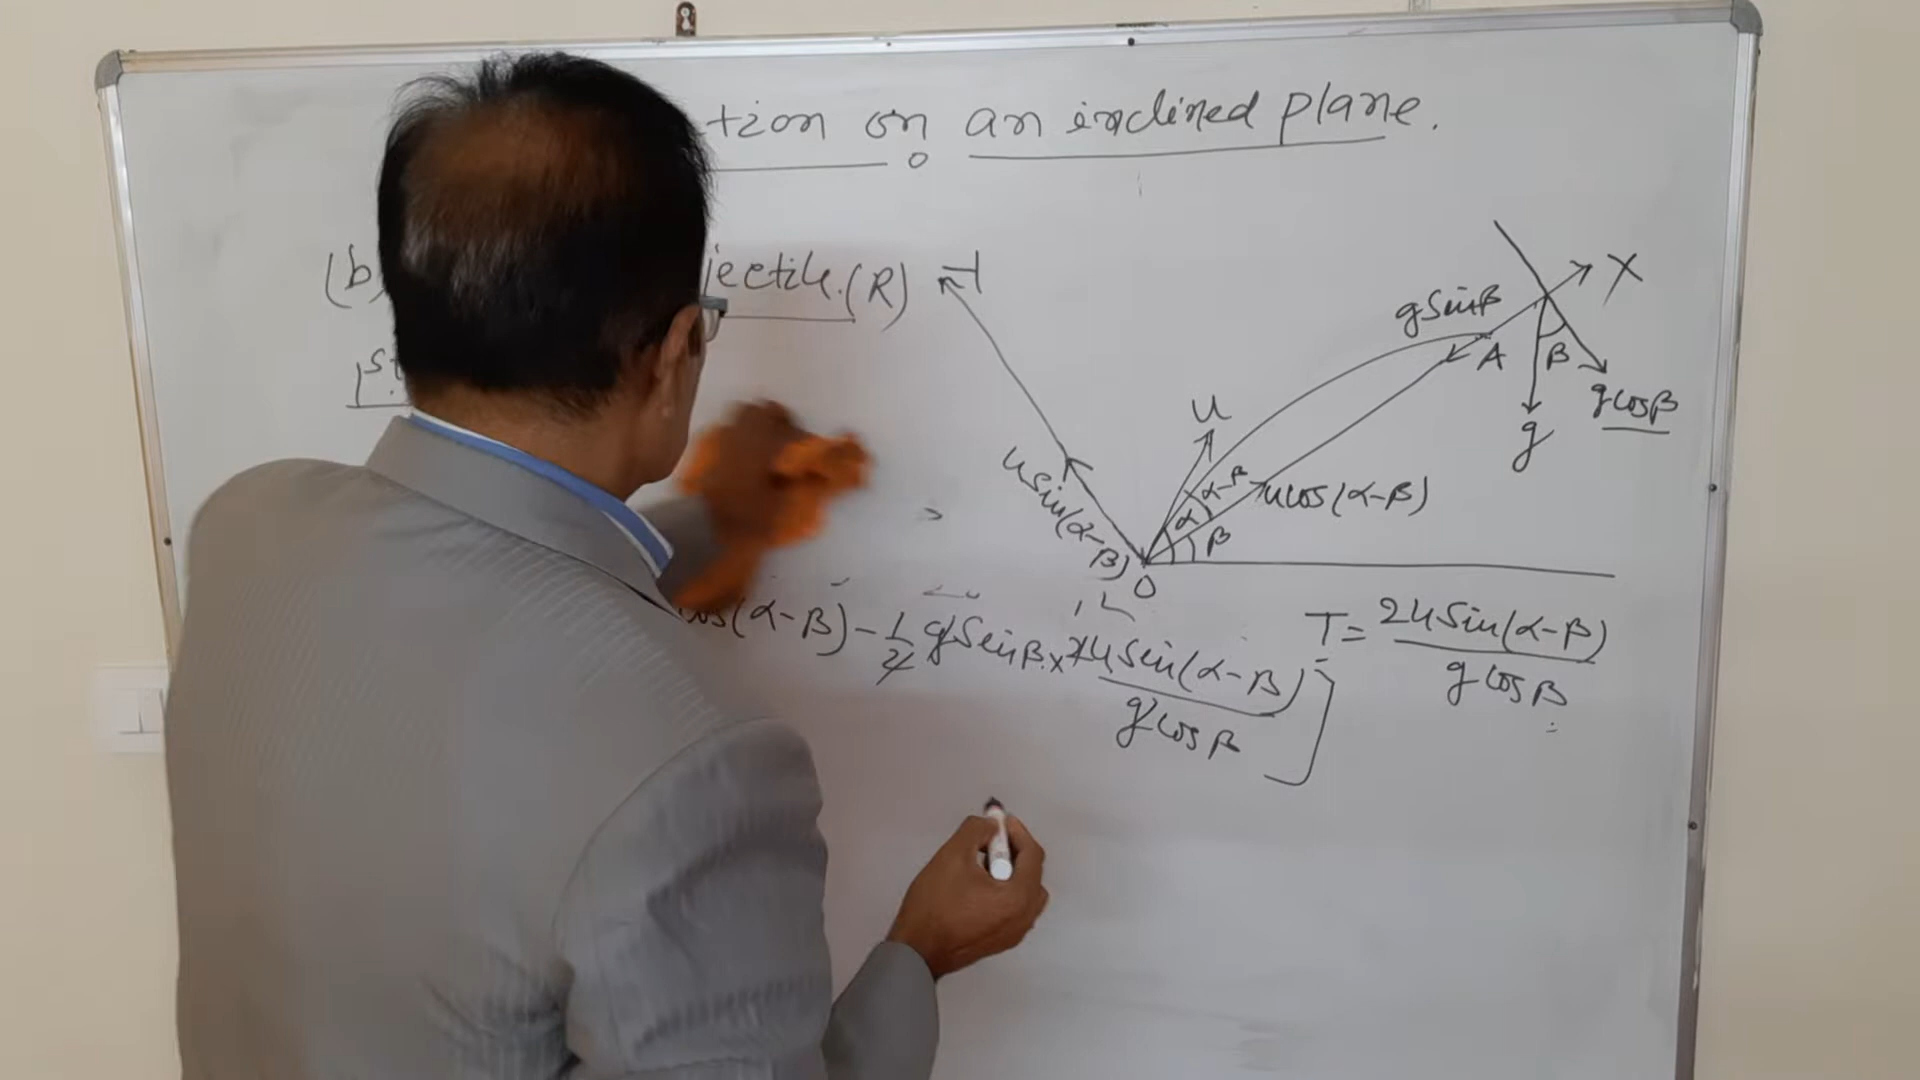 tion on an inclined plane.
(b) jectile. (R)
st
Y
X
g sinβ
A
β
g cosβ
g
u
α-β
u cos(α-β)
α
β
u sin(α-β)
O
cos(α-β) - 1/2 g sinβ × 2u sin(α-β) / g cosβ ]
T = 2u sin(α-β) / g cosβ